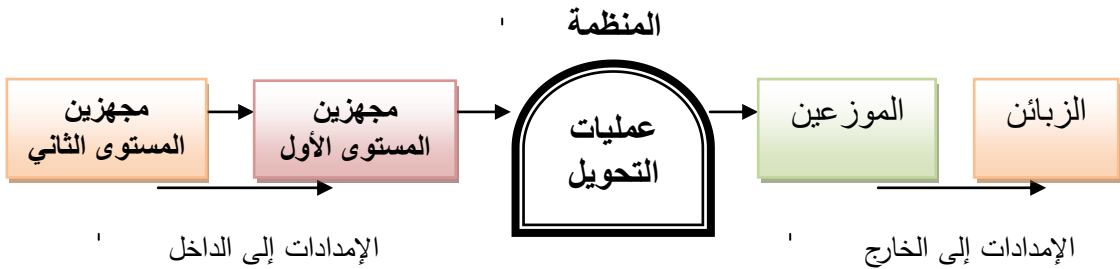 المنظمة
مجهزين
المستوى الثاني
مجهزين
المستوى الأول
عمليات
التحويل
الموزعين
الزبائن
الإمدادات إلى الداخل
الإمدادات إلى الخارج